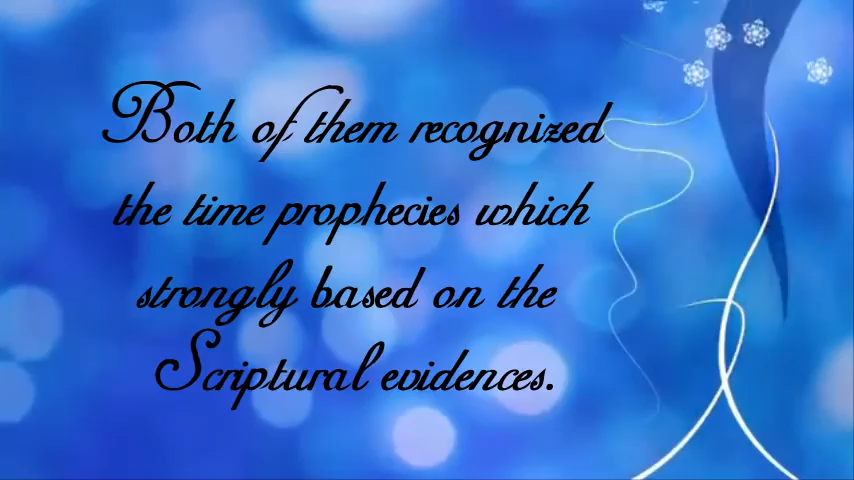 Both of them recognized
the time prophecies which
strongly based on the
Scriptural evidences.